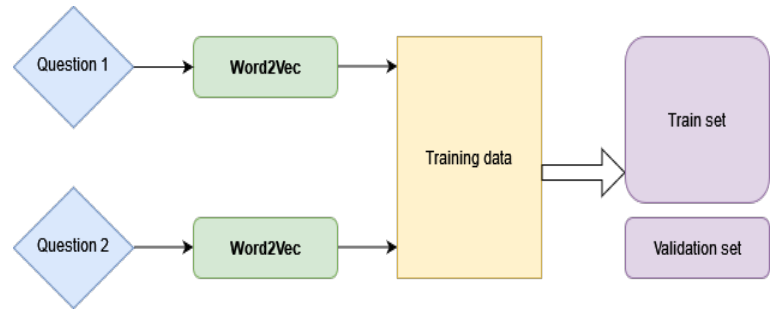 Question 1
Word2Vec
Training data
Train set
Question 2
Word2Vec
Validation set